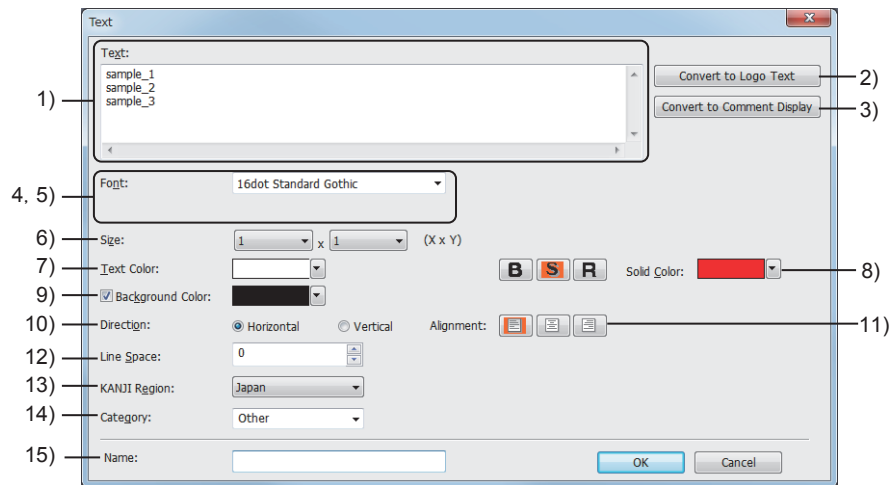 Text
Text:
sample_1
sample_2
sample_3
1)
Convert to Logo Text
2)
Convert to Comment Display
3)
4, 5)
Font:
16dot Standard Gothic
6)
Size:
1 x 1 (X x Y)
7)
Text Color:
B S R
Solid Color:
8)
9)
Background Color:
10)
Direction:
Horizontal
Vertical
Alignment:
11)
12)
Line Space:
0
13)
KANJI Region:
Japan
14)
Category:
Other
15)
Name:
OK
Cancel